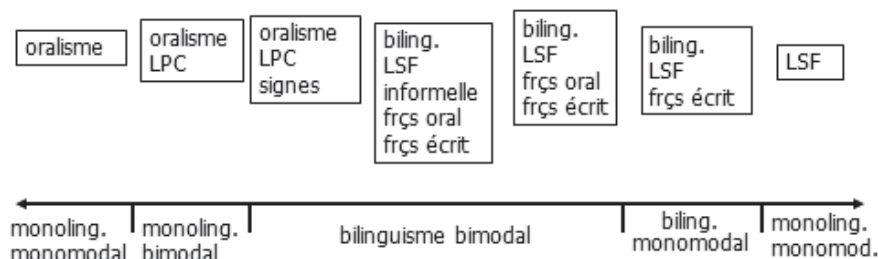 oralisme
oralisme
LPC
oralisme
LPC
signes
biling.
LSF
informelle
frçs oral
frçs écrit
biling.
LSF
frçs oral
frçs écrit
biling.
LSF
frçs écrit
LSF
monoling.
monomodal
monoling.
bimodal
bilinguisme bimodal
biling.
monomodal
monoling.
monomod.